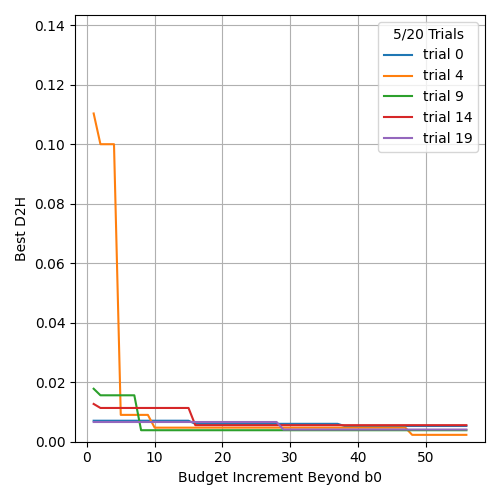 5/20 Trials
trial 0
trial 4
trial 9
trial 14
trial 19
0.14
0.12
0.10
0.08
0.06
0.04
0.02
0.00
Best D2H
0 10 20 30 40 50
Budget Increment Beyond b0